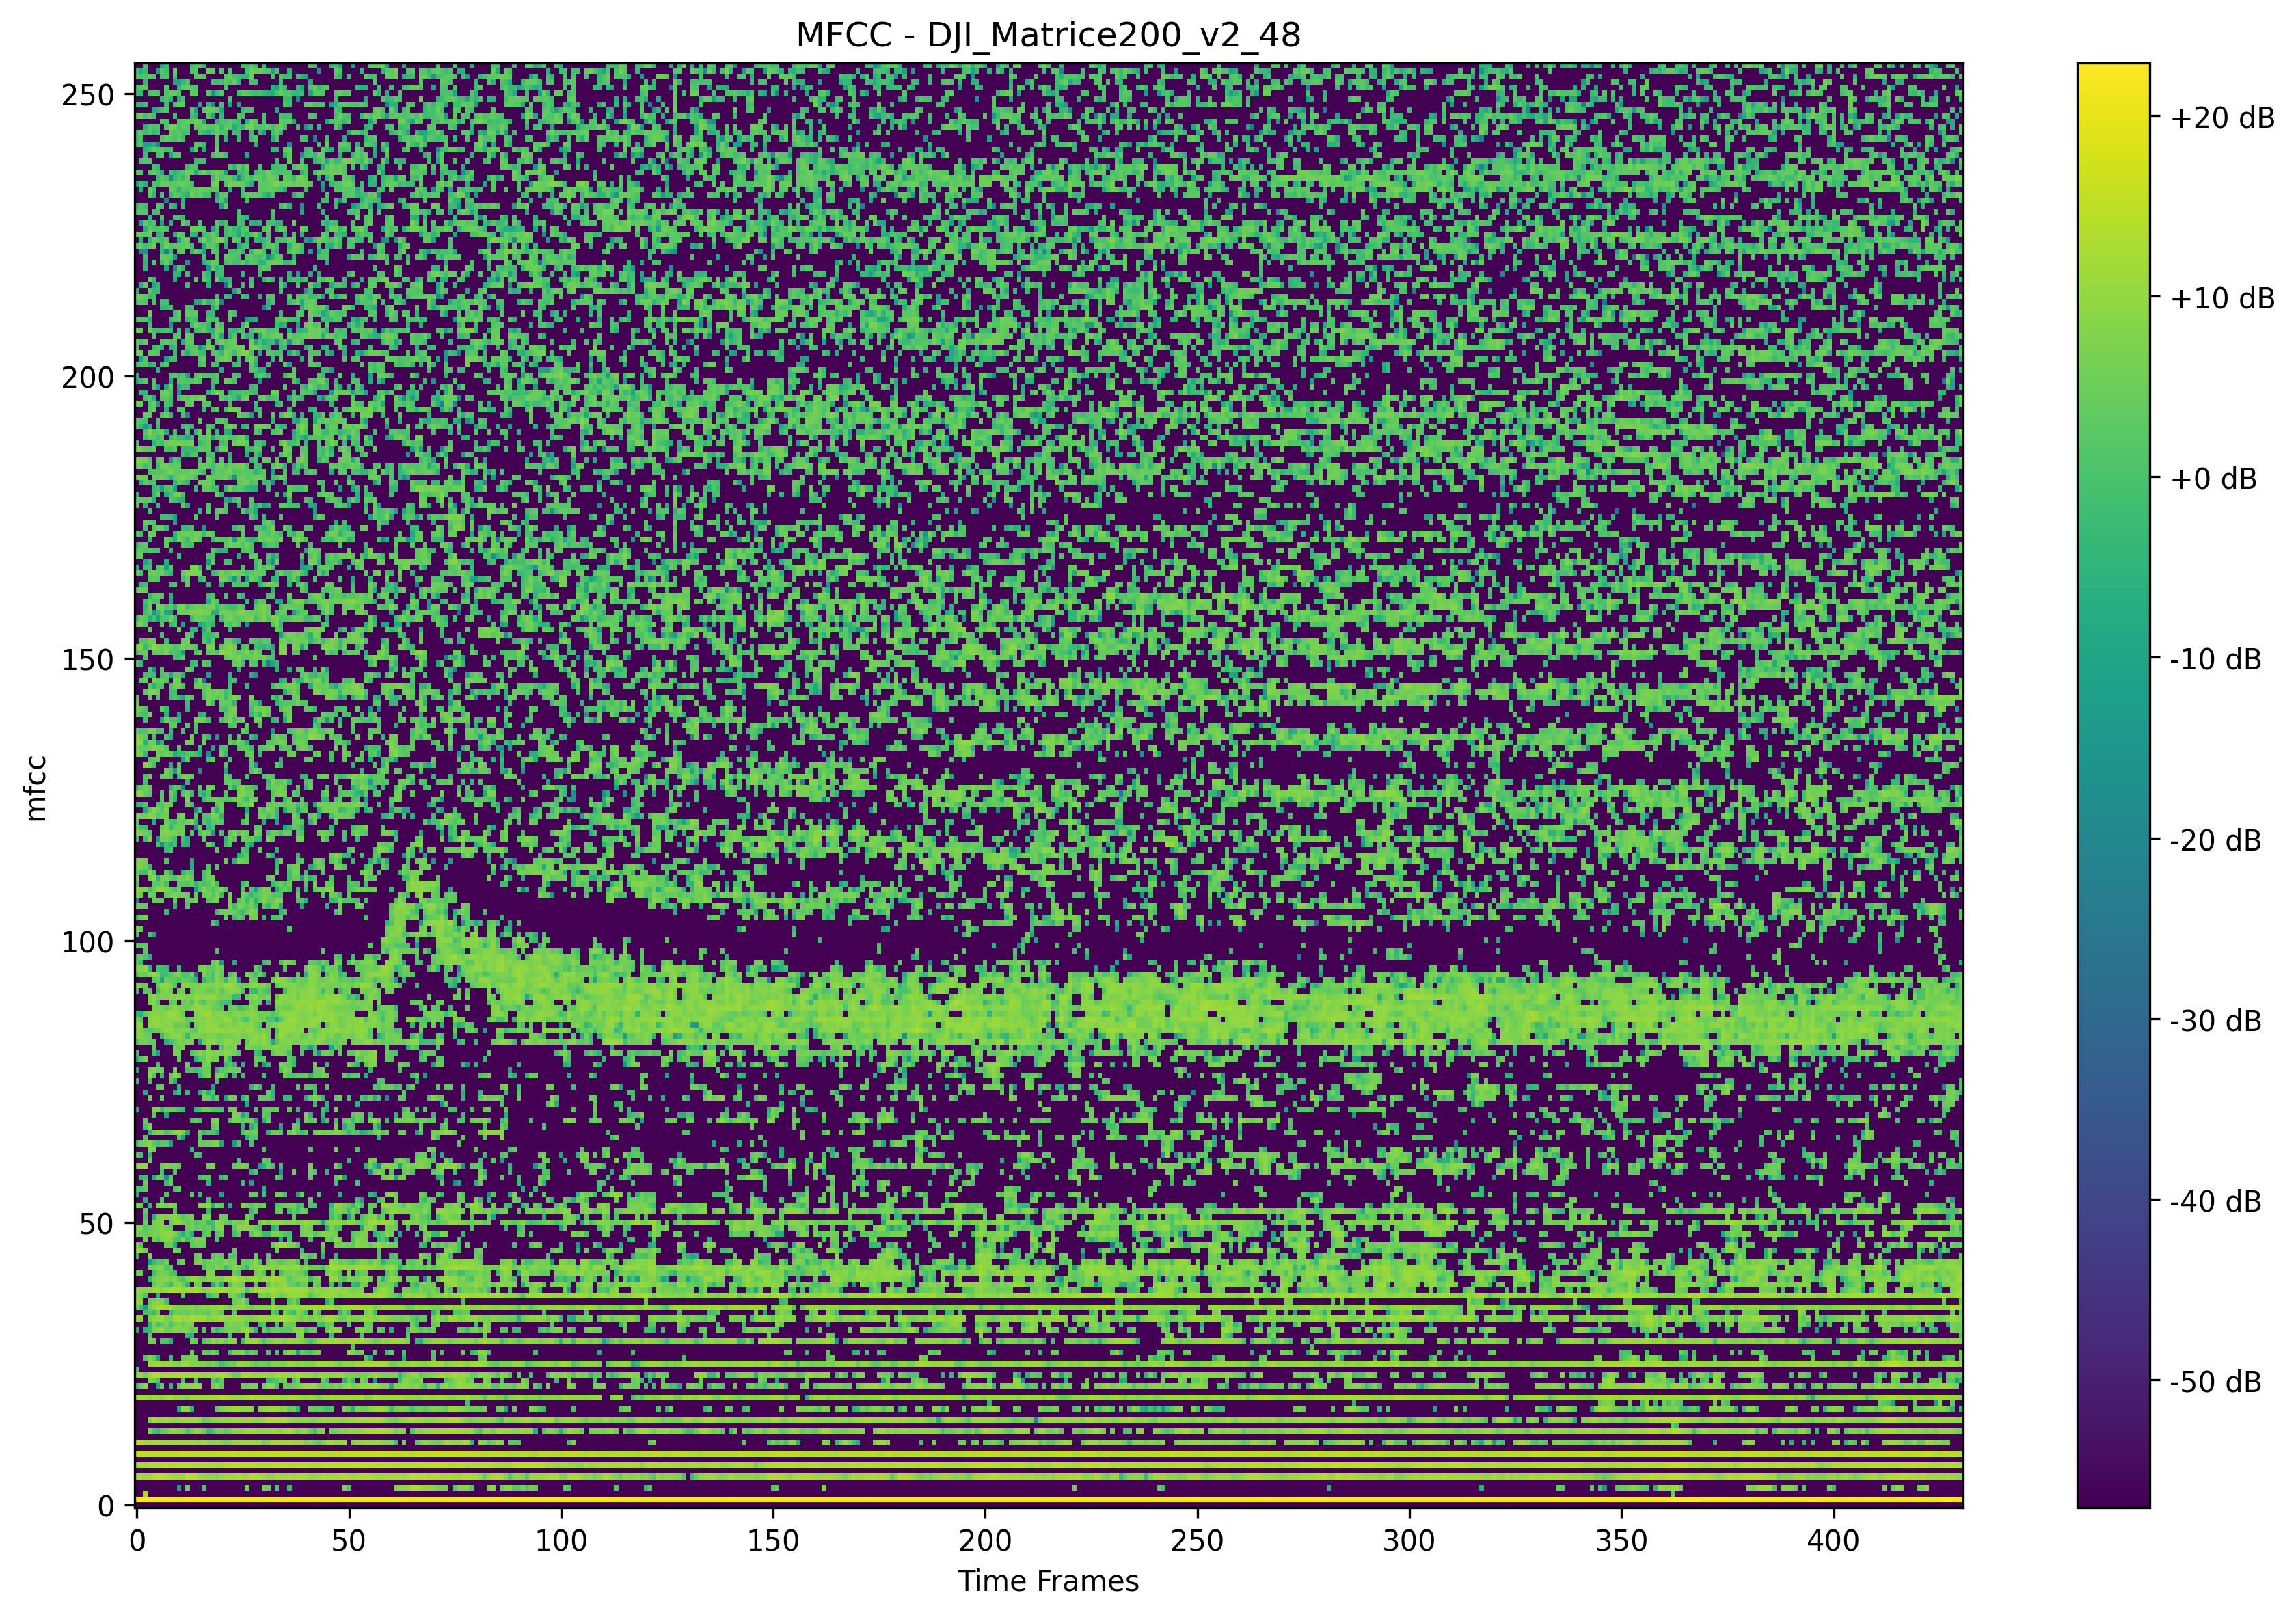 MFCC - DJI_Matrice200_v2_48
250
200
150
100
50
0
mfcc
0 50 100 150 200 250 300 350 400
Time Frames
+20 dB
+10 dB
+0 dB
-10 dB
-20 dB
-30 dB
-40 dB
-50 dB